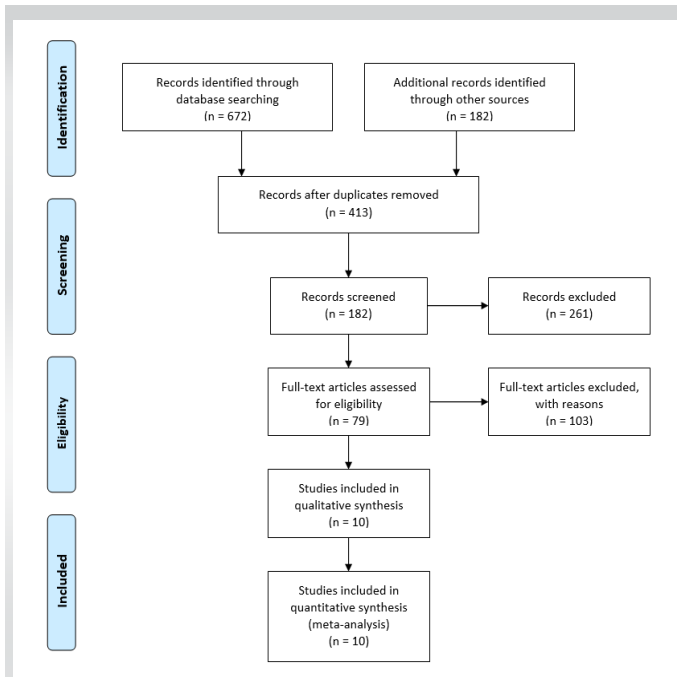 Identification
Records identified through
database searching
(n = 672)
Additional records identified
through other sources
(n = 182)
Records after duplicates removed
(n = 413)
Screening
Records screened
(n = 182)
Records excluded
(n = 261)
Eligibility
Full-text articles assessed
for eligibility
(n = 79)
Full-text articles excluded,
with reasons
(n = 103)
Studies included in
qualitative synthesis
(n = 10)
Included
Studies included in
quantitative synthesis
(meta-analysis)
(n = 10)